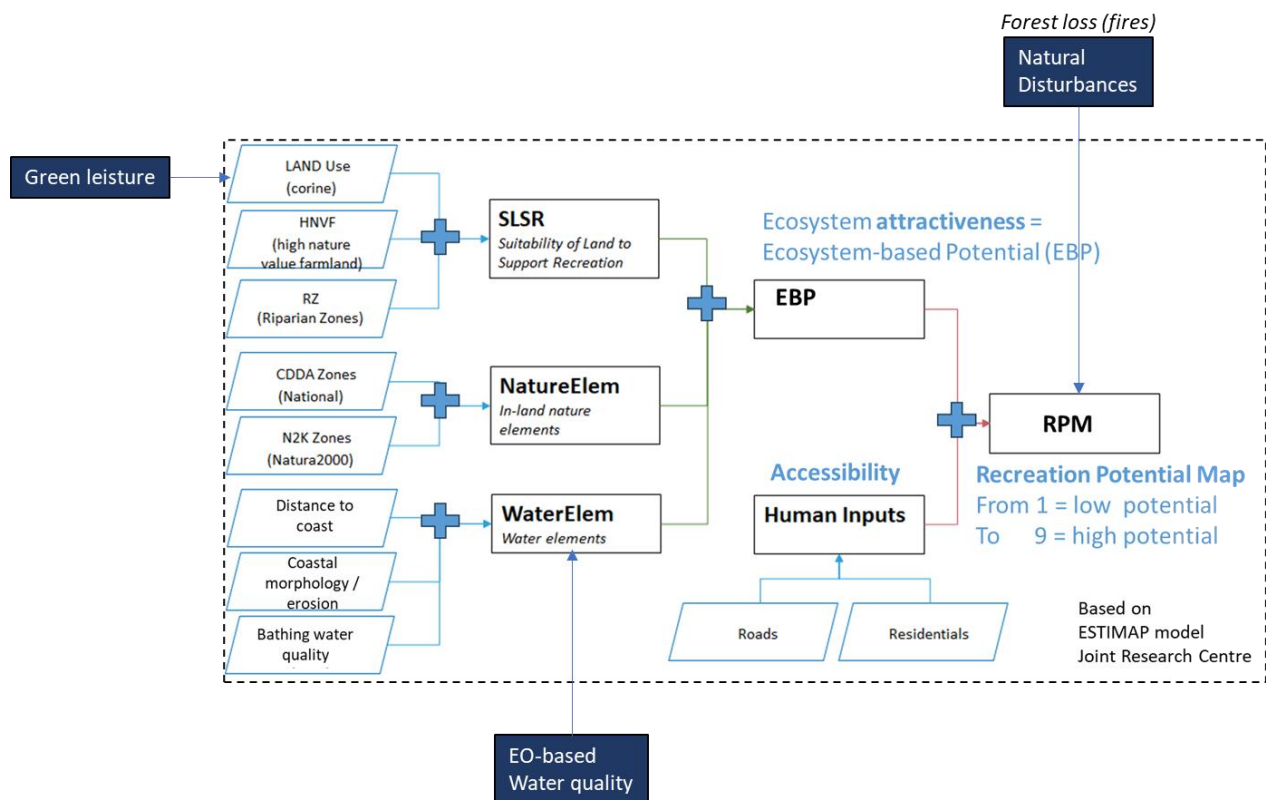 Forest loss (fires)
Natural
Disturbances
Green leisture
LAND Use
(corine)
HNVF
(high nature
value farmland)
RZ
(Riparian Zones)
CDDA Zones
(National)
N2K Zones
(Natura2000)
Distance to
coast
Coastal morphology /
erosion
Bathing water
quality
SLSR
Suitability of Land to
Support Recreation
NatureElem
In-land nature
elements
WaterElem
Water elements
Ecosystem attractiveness =
Ecosystem-based Potential (EBP)
EBP
Accessibility
Human Inputs
Roads
Residentials
RPM
Recreation Potential Map
From 1 = low potential
To 9 = high potential
Based on
ESTIMAP model
Joint Research Centre
EO-based
Water quality